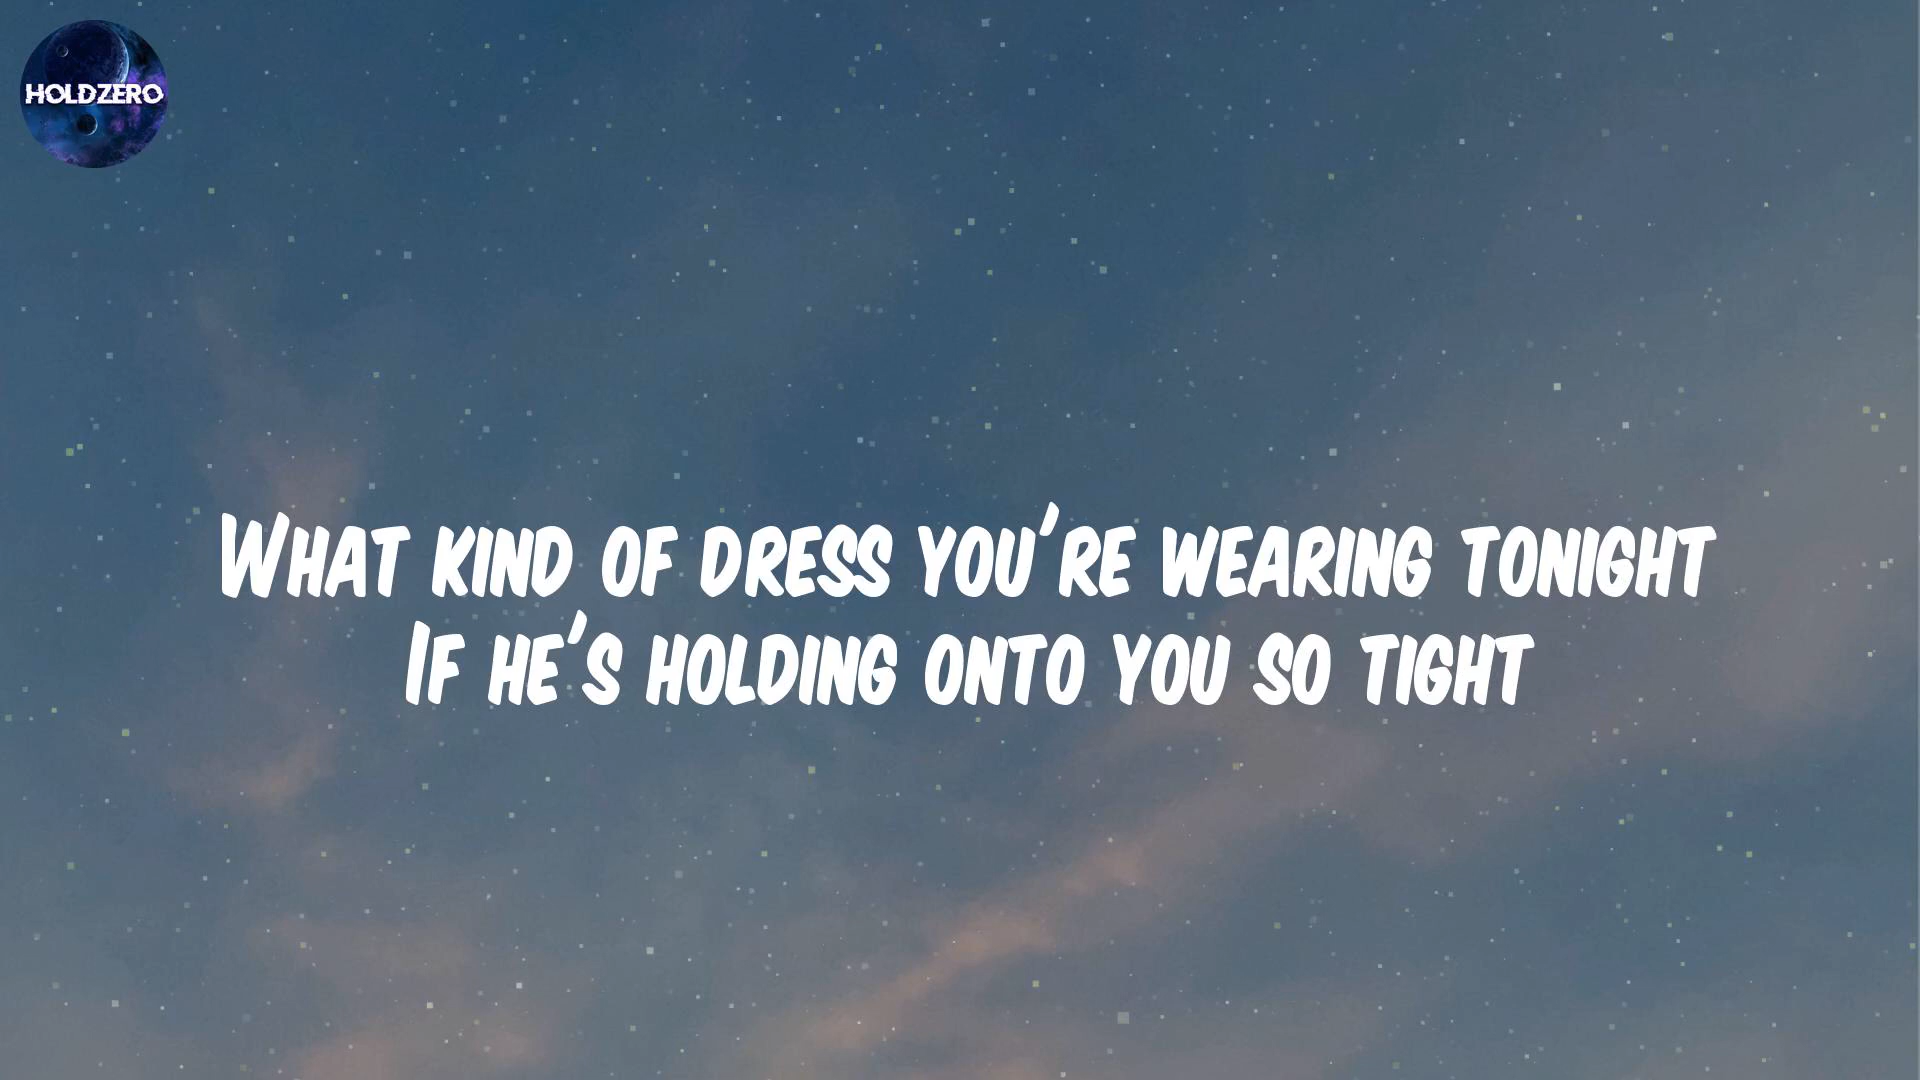 HOLDZERO
What kind of dress you're wearing tonight
If he's holding onto you so tight